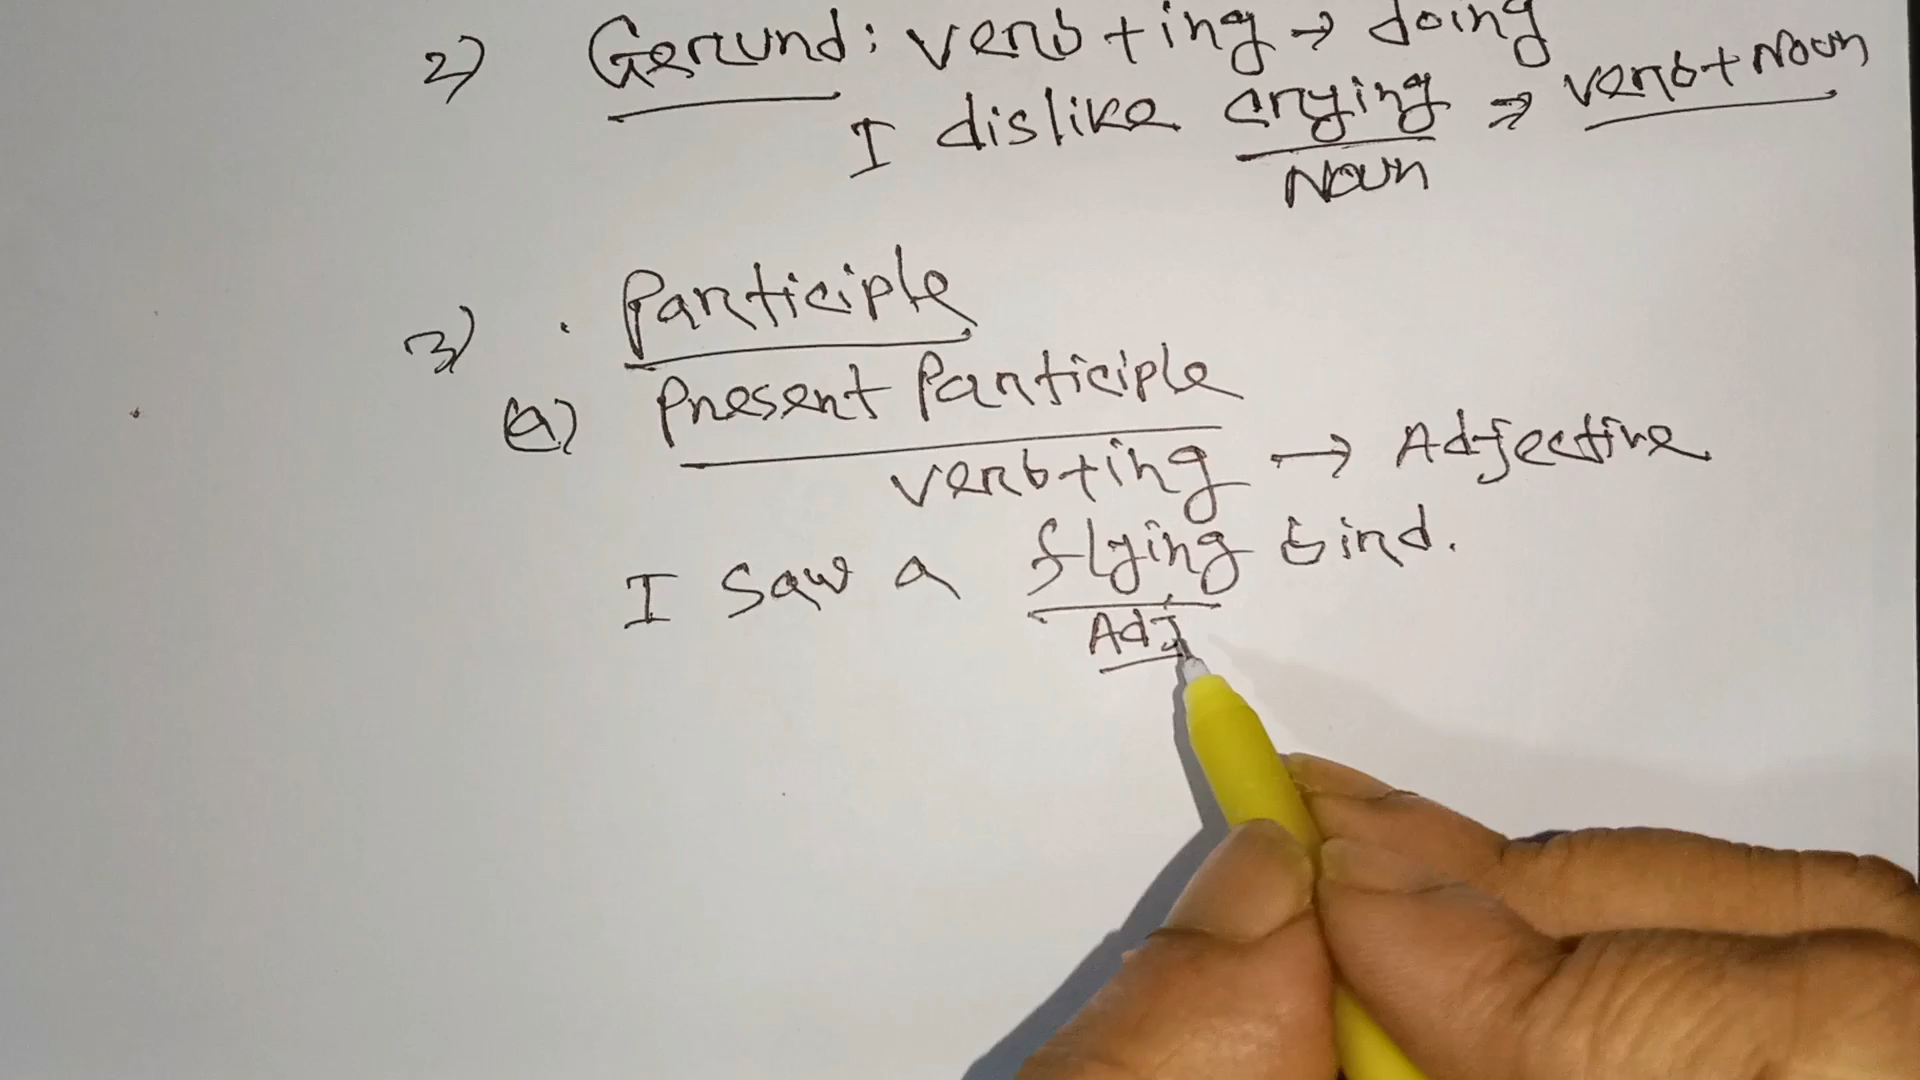 2) Gerund: verb + ing → doing
I dislike crying ⇒ verb + Noun
Noun
3) Participle
(a) Present Participle
verb+ing → Adjective
I saw a flying bird.
Adj